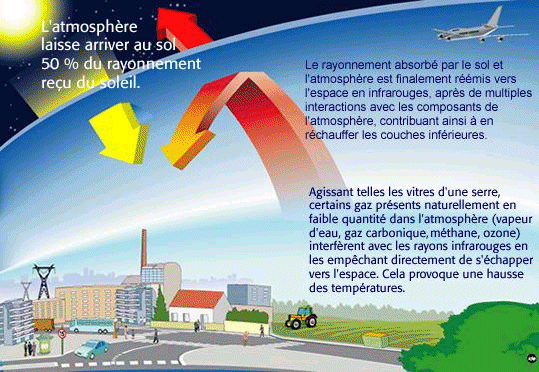 L'atmosphère
laisse arriver au sol
50 % du rayonnement
reçu du soleil.
Le rayonnement absorbé par le sol et
l'atmosphère est finalement réémis vers
l'espace en infrarouges, après de multiples
interactions avec les composants de
l'atmosphère, contribuant ainsi à en
réchauffer les couches inférieures.
Agissant telles les vitres d'une serre,
certains gaz présents naturellement en
faible quantité dans l'atmosphère (vapeur
d'eau, gaz carbonique, méthane, ozone)
interfèrent avec les rayons infrarouges en
les empêchant directement de s'échapper
vers l'espace. Cela provoque une hausse
des températures.